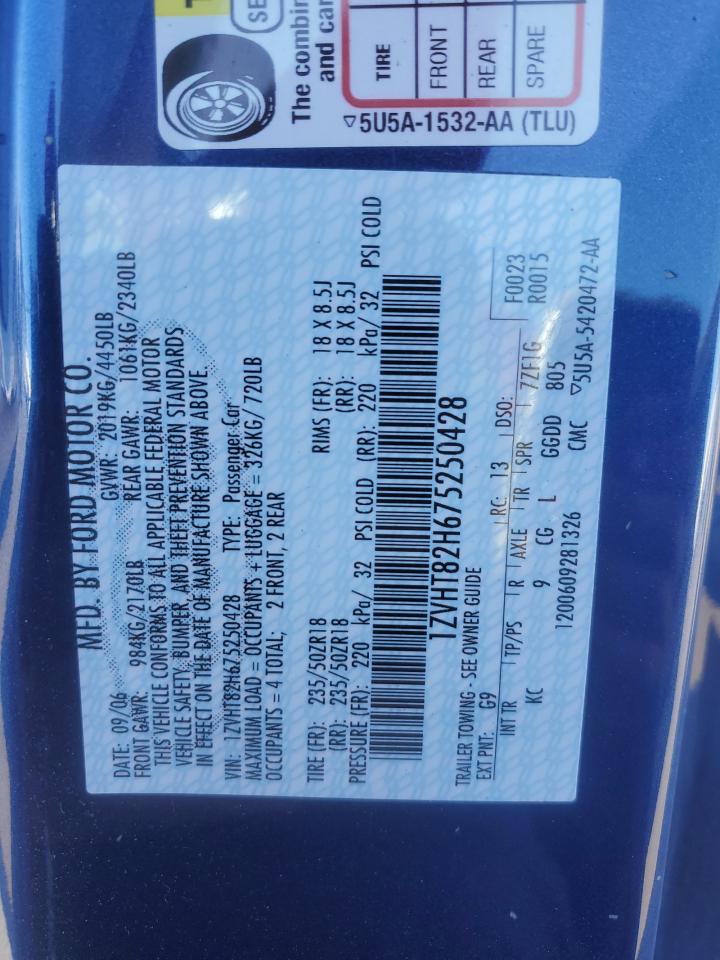 SE
The combin
and car
TIRE
FRONT
REAR
SPARE
5U5A-1532-AA (TLU)
MFD. BY FORD MOTOR CO.
DATE: 09/06 GVWR: 2019KG/4450LB
FRONT GAWR: 984KG/2170LB REAR GAWR: 1061KG/2340LB
THIS VEHICLE CONFORMS TO ALL APPLICABLE FEDERAL MOTOR
VEHICLE SAFETY, BUMPER, AND THEFT PREVENTION STANDARDS
IN EFFECT ON THE DATE OF MANUFACTURE SHOWN ABOVE.
VIN: 1ZVHT82H675250428 TYPE: Passenger Car
MAXIMUM LOAD = OCCUPANTS + LUGGAGE = 326KG/ 720LB
OCCUPANTS = 4 TOTAL; 2 FRONT, 2 REAR
TIRE (FR): 235/50ZR18 RIMS (FR): 18 X 8.5J
(RR): 235/50ZR18 (RR): 18 X 8.5J
PRESSURE (FR): 220 kPa/ 32 PSI COLD (RR): 220 kPa/ 32 PSI COLD
1ZVHT82H675250428
TRAILER TOWING - SEE OWNER GUIDE
EXT PNT: G9 RC: 13 DSO: F0023
R0015
INT TR TP/PS R AXLE TR SPR 7ZF1G
KC 9 CG L GGDD 805
1200609281326 CMC ▽5U5A-5420472-AA